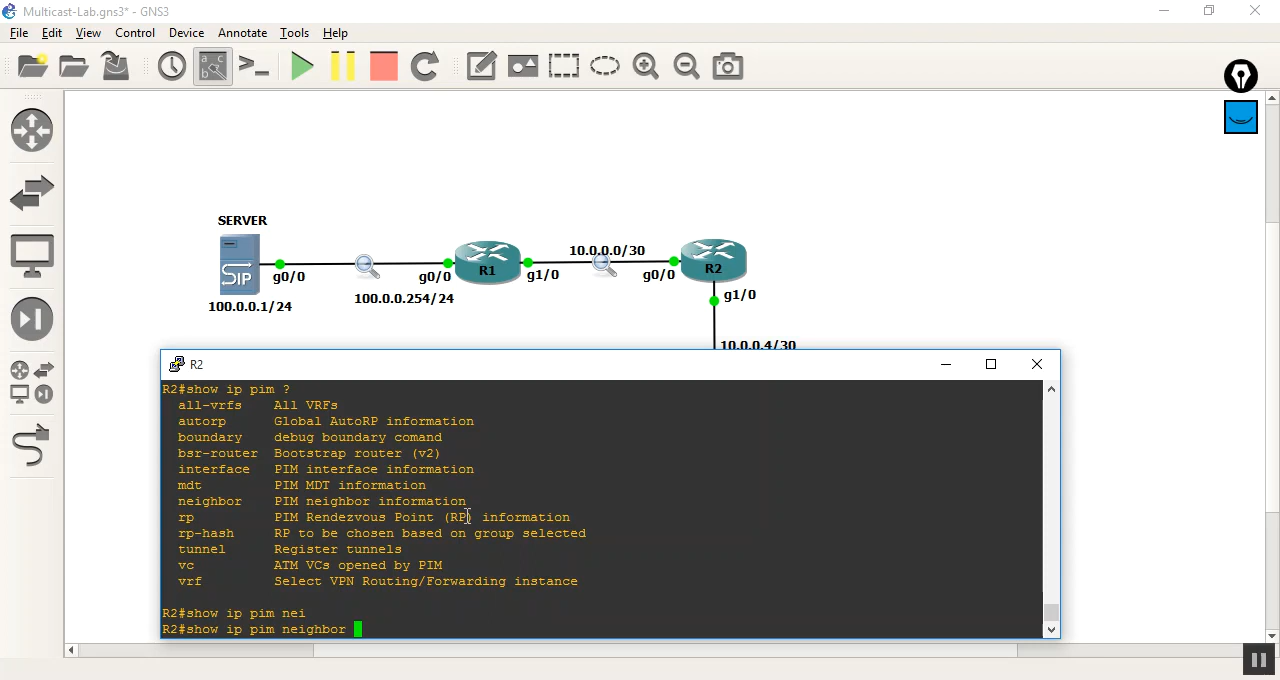 Multicast-Lab.gns3* - GNS3
File Edit View Control Device Annotate Tools Help
SERVER
SIP
g0/0
100.0.0.1/24
g0/0
R1
100.0.0.254/24
g1/0
10.0.0.0/30
g0/0
R2
g1/0
10.0.0.4/30
R2
R2#show ip pim ?
all-vrfs All VRFs
autorp Global AutoRP information
boundary debug boundary comand
bsr-router Bootstrap router (v2)
interface PIM interface information
mdt PIM MDT information
neighbor PIM neighbor information
rp PIM Rendezvous Point (RP) information
rp-hash RP to be chosen based on group selected
tunnel Register tunnels
vc ATM VCs opened by PIM
vrf Select VPN Routing/Forwarding instance
R2#show ip pim nei
R2#show ip pim neighbor